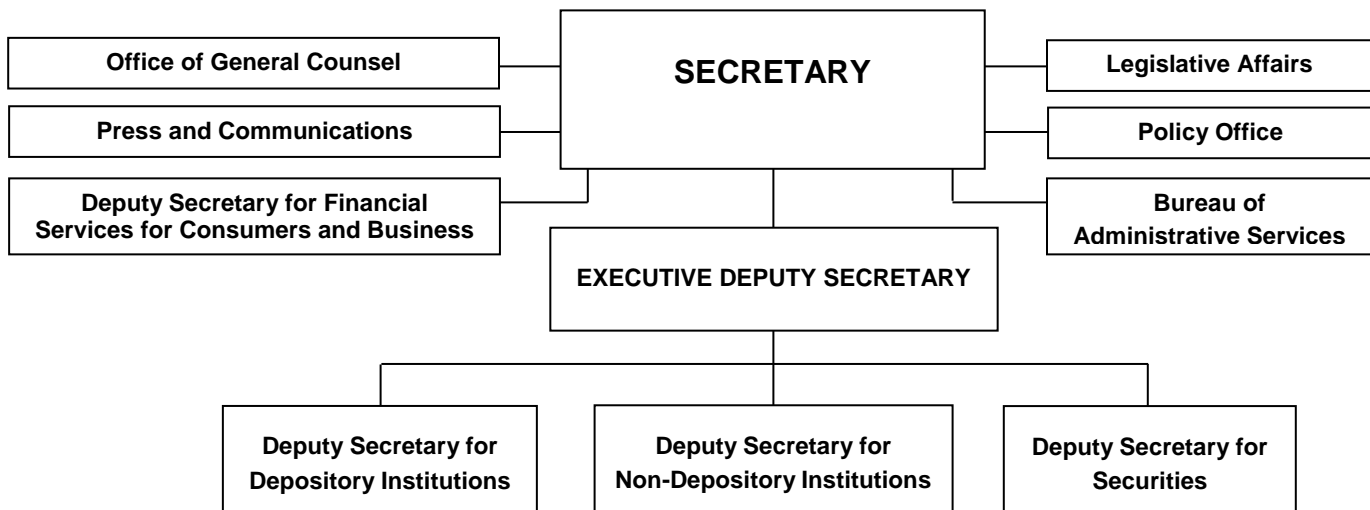 SECRETARY
Office of General Counsel
Legislative Affairs
Press and Communications
Policy Office
Deputy Secretary for Financial
Services for Consumers and Business
Bureau of
Administrative Services
EXECUTIVE DEPUTY SECRETARY
Deputy Secretary for
Depository Institutions
Deputy Secretary for
Non-Depository Institutions
Deputy Secretary for
Securities